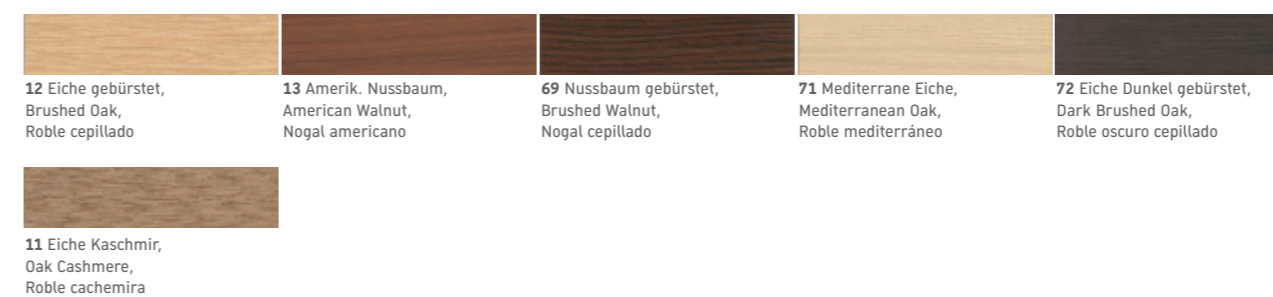 12 Eiche gebürstet,
Brushed Oak,
Roble cepillado
13 Amerik. Nussbaum,
American Walnut,
Nogal americano
69 Nussbaum gebürstet,
Brushed Walnut,
Nogal cepillado
71 Mediterrane Eiche,
Mediterranean Oak,
Roble mediterráneo
72 Eiche Dunkel gebürstet,
Dark Brushed Oak,
Roble oscuro cepillado
11 Eiche Kaschmir,
Oak Cashmere,
Roble cachemira